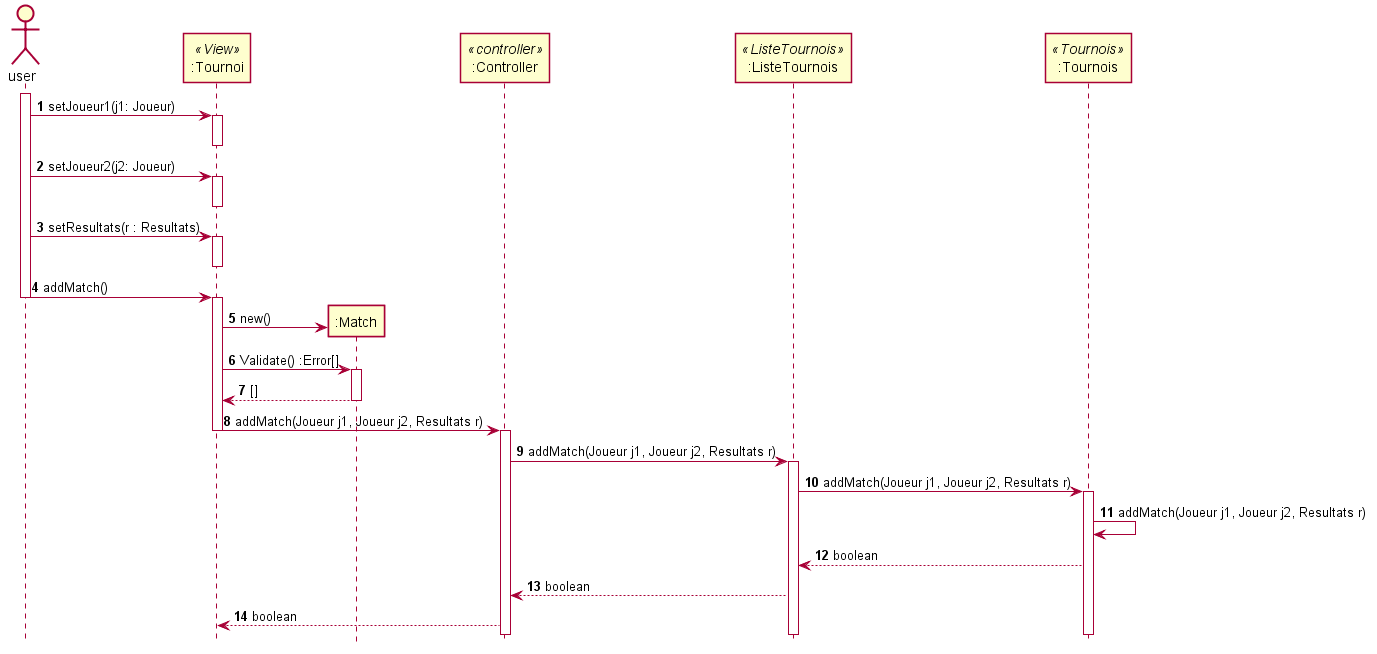 user
«View»
:Tournoi
«controller»
:Controller
«ListeTournois»
:ListeTournois
«Tournois»
:Tournois
1 setJoueur1(j1: Joueur)
2 setJoueur2(j2: Joueur)
3 setResultats(r : Resultats)
4 addMatch()
5 new()
:Match
6 Validate() :Error[]
7 []
8 addMatch(Joueur j1, Joueur j2, Resultats r)
9 addMatch(Joueur j1, Joueur j2, Resultats r)
10 addMatch(Joueur j1, Joueur j2, Resultats r)
11 addMatch(Joueur j1, Joueur j2, Resultats r)
12 boolean
13 boolean
14 boolean